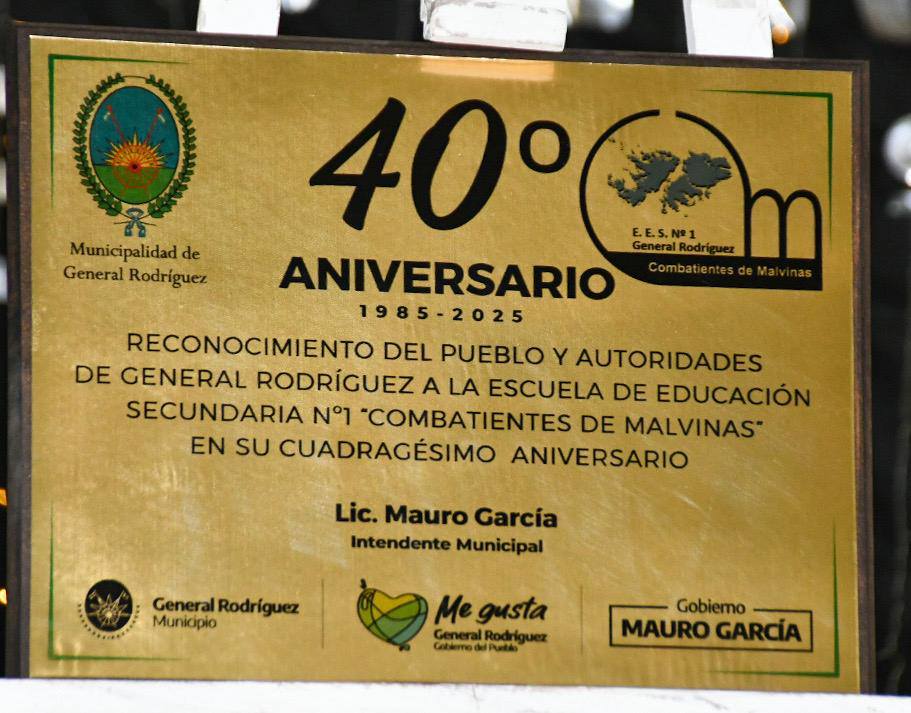 Municipalidad de
General Rodríguez
40º
ANIVERSARIO
1985-2025
E. E. S. Nº 1
General Rodríguez
Combatientes de Malvinas
m
RECONOCIMIENTO DEL PUEBLO Y AUTORIDADES
DE GENERAL RODRÍGUEZ A LA ESCUELA DE EDUCACIÓN
SECUNDARIA Nº1 "COMBATIENTES DE MALVINAS"
EN SU CUADRAGÉSIMO ANIVERSARIO
Lic. Mauro García
Intendente Municipal
General Rodríguez
Municipio
Me gusta
General Rodríguez
Gobierno del Pueblo
Gobierno
MAURO GARCÍA